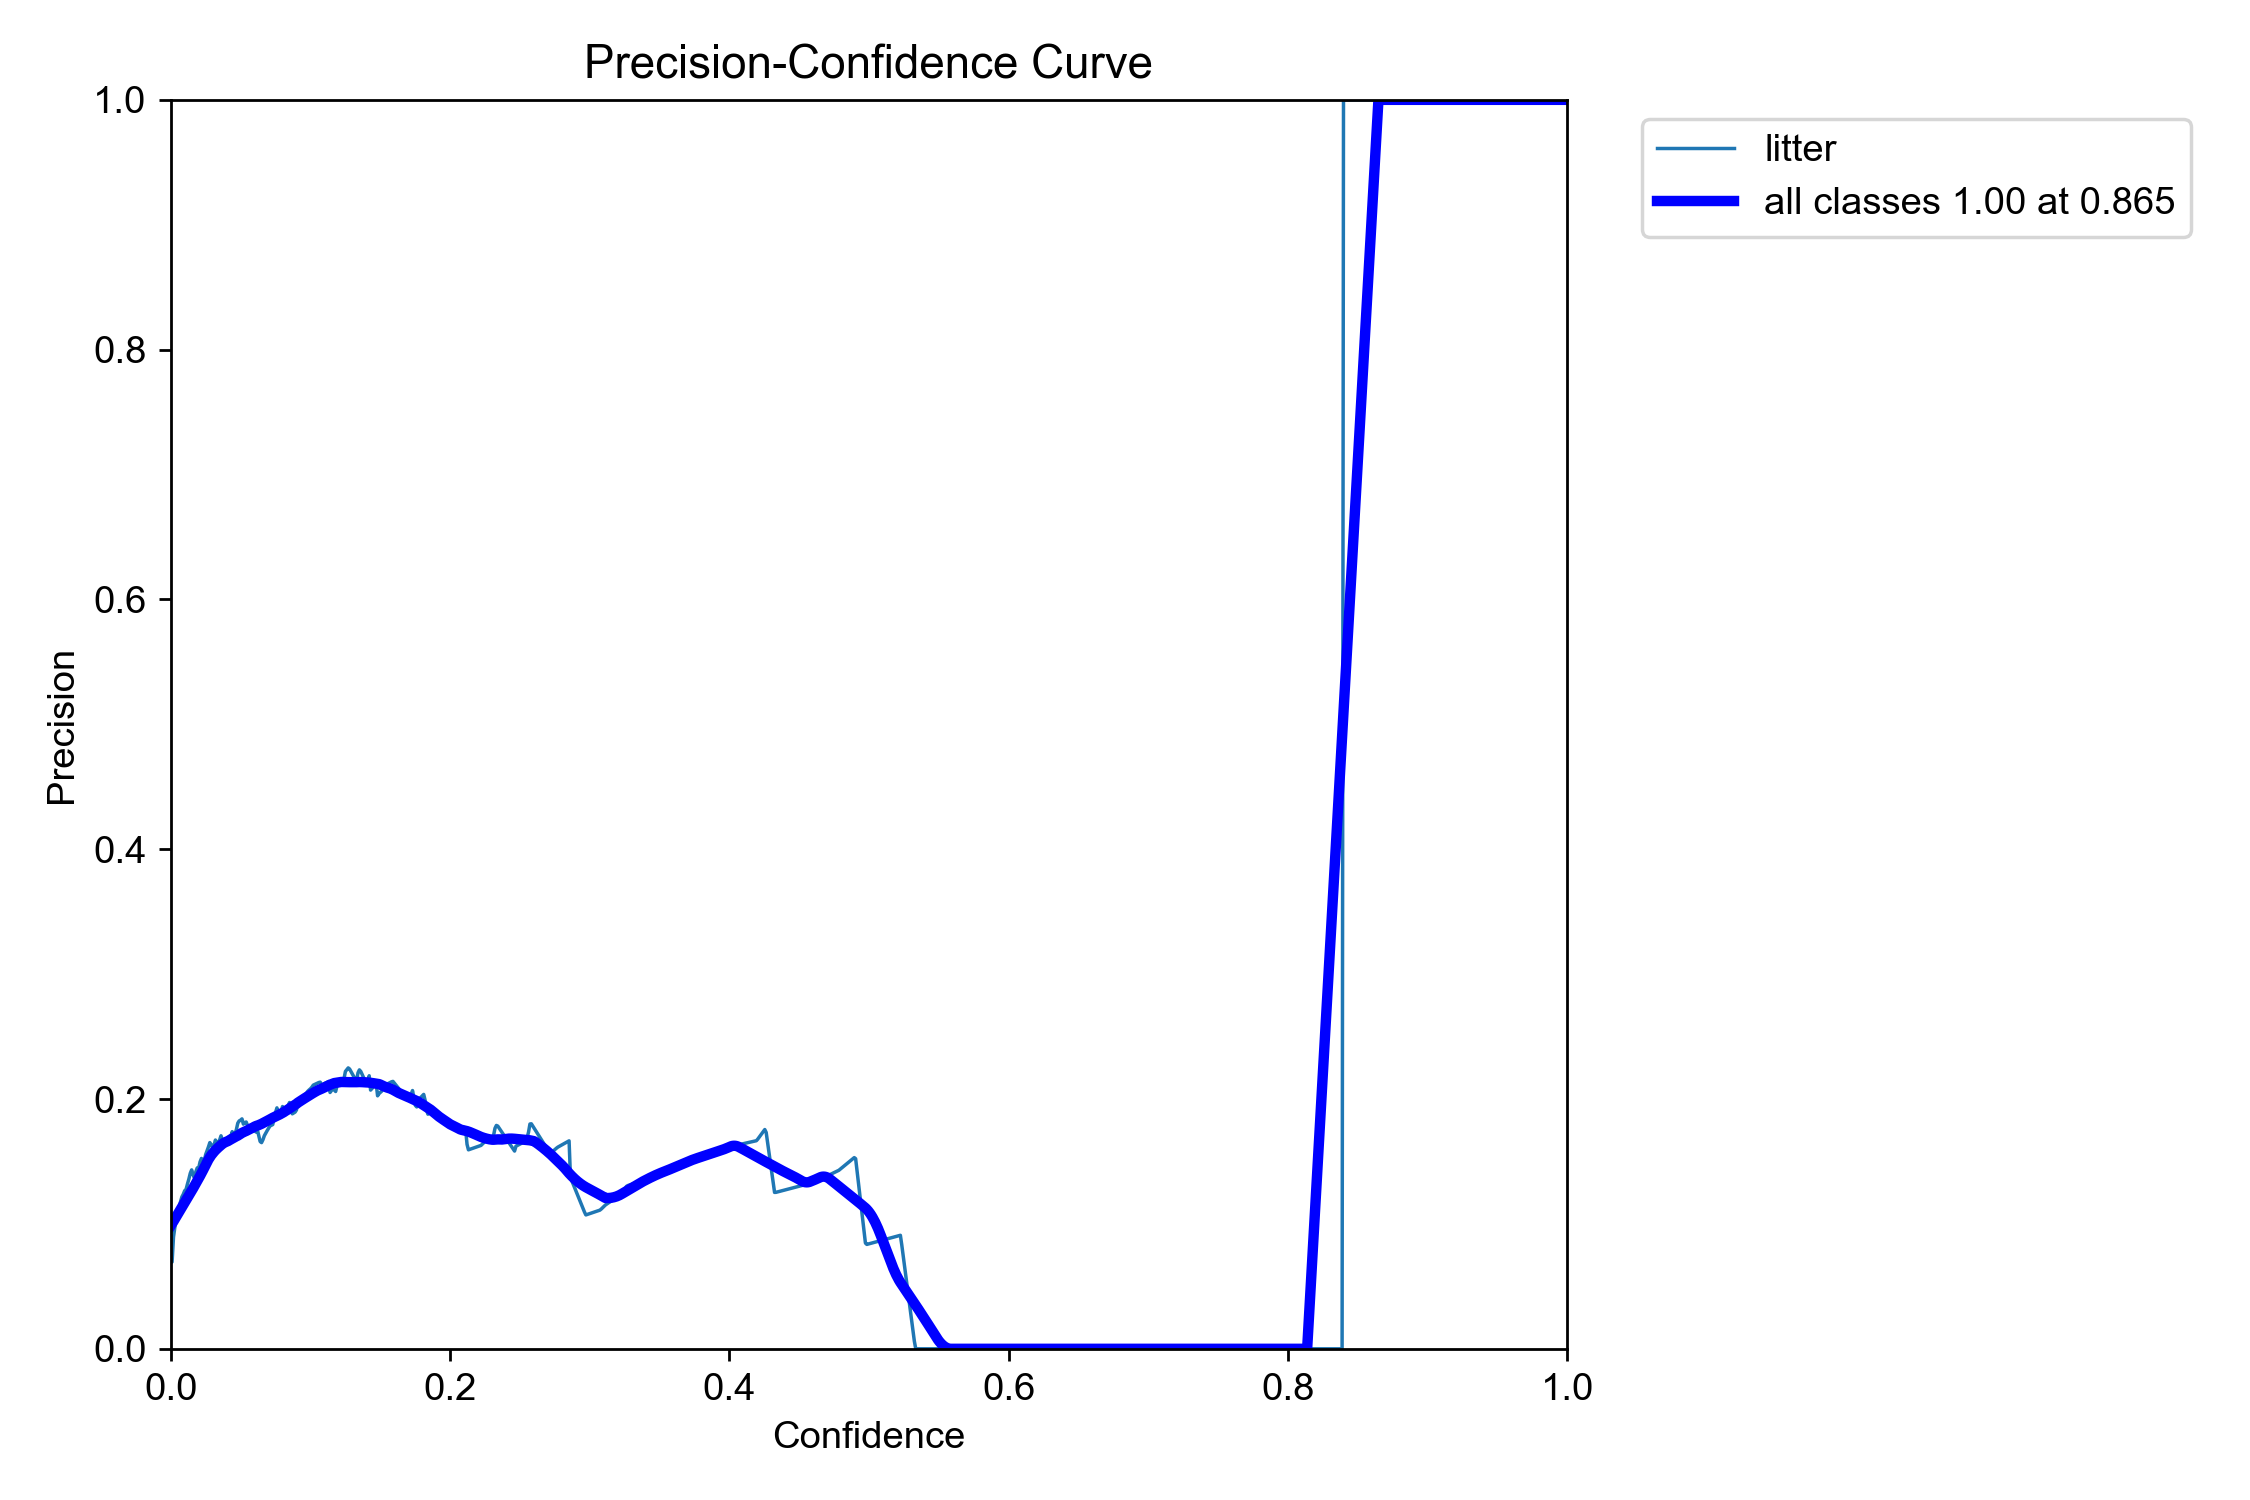 Precision-Confidence Curve
1.0
0.8
0.6
0.4
0.2
0.0
Precision
0.0 0.2 0.4 0.6 0.8 1.0
Confidence
litter
all classes 1.00 at 0.865